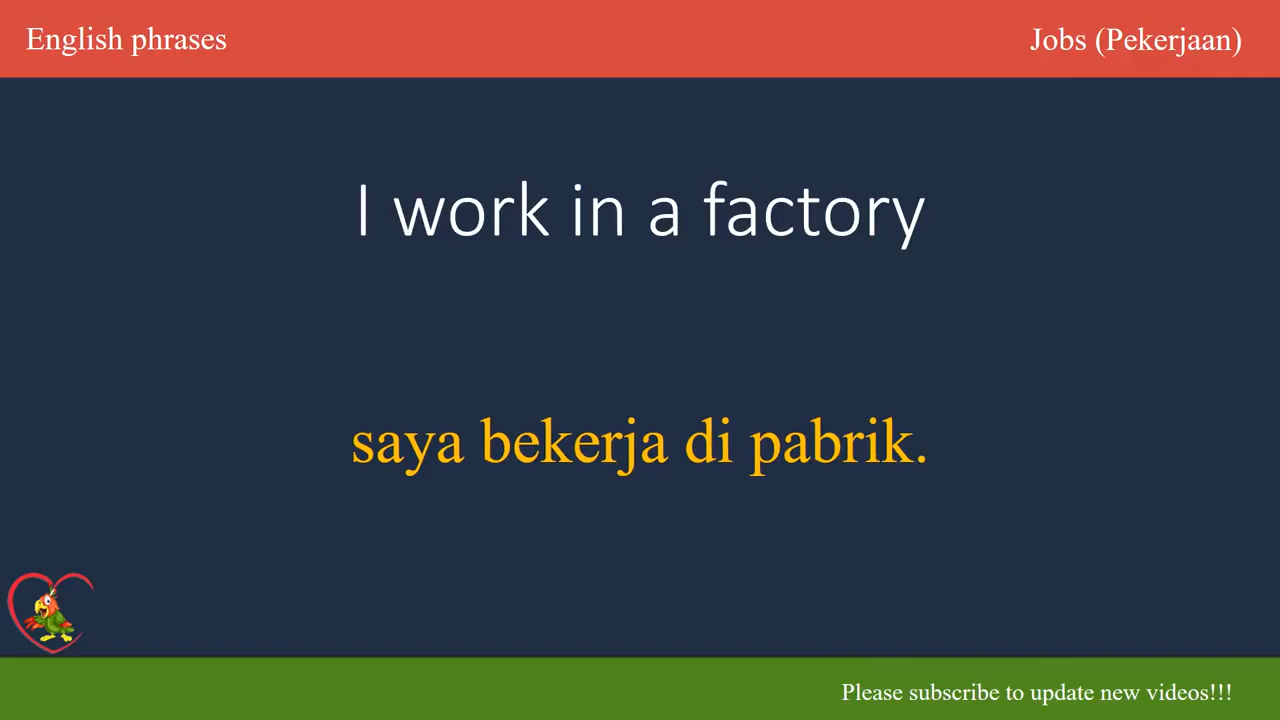 English phrases
Jobs (Pekerjaan)
I work in a factory
saya bekerja di pabrik.
Please subscribe to update new videos!!!